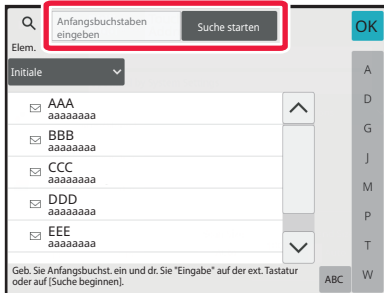 Anfangsbuchstaben
eingeben
Suche starten
OK
Elem.
Initiale
AAA
aaaaaaaa
BBB
aaaaaaaa
CCC
aaaaaaaa
DDD
aaaaaaaa
EEE
aaaaaaaa
A
D
G
J
M
P
T
W
Geb. Sie Anfangsbuchst. ein und dr. Sie "Eingabe" auf der ext. Tastatur
oder auf [Suche beginnen].
ABC